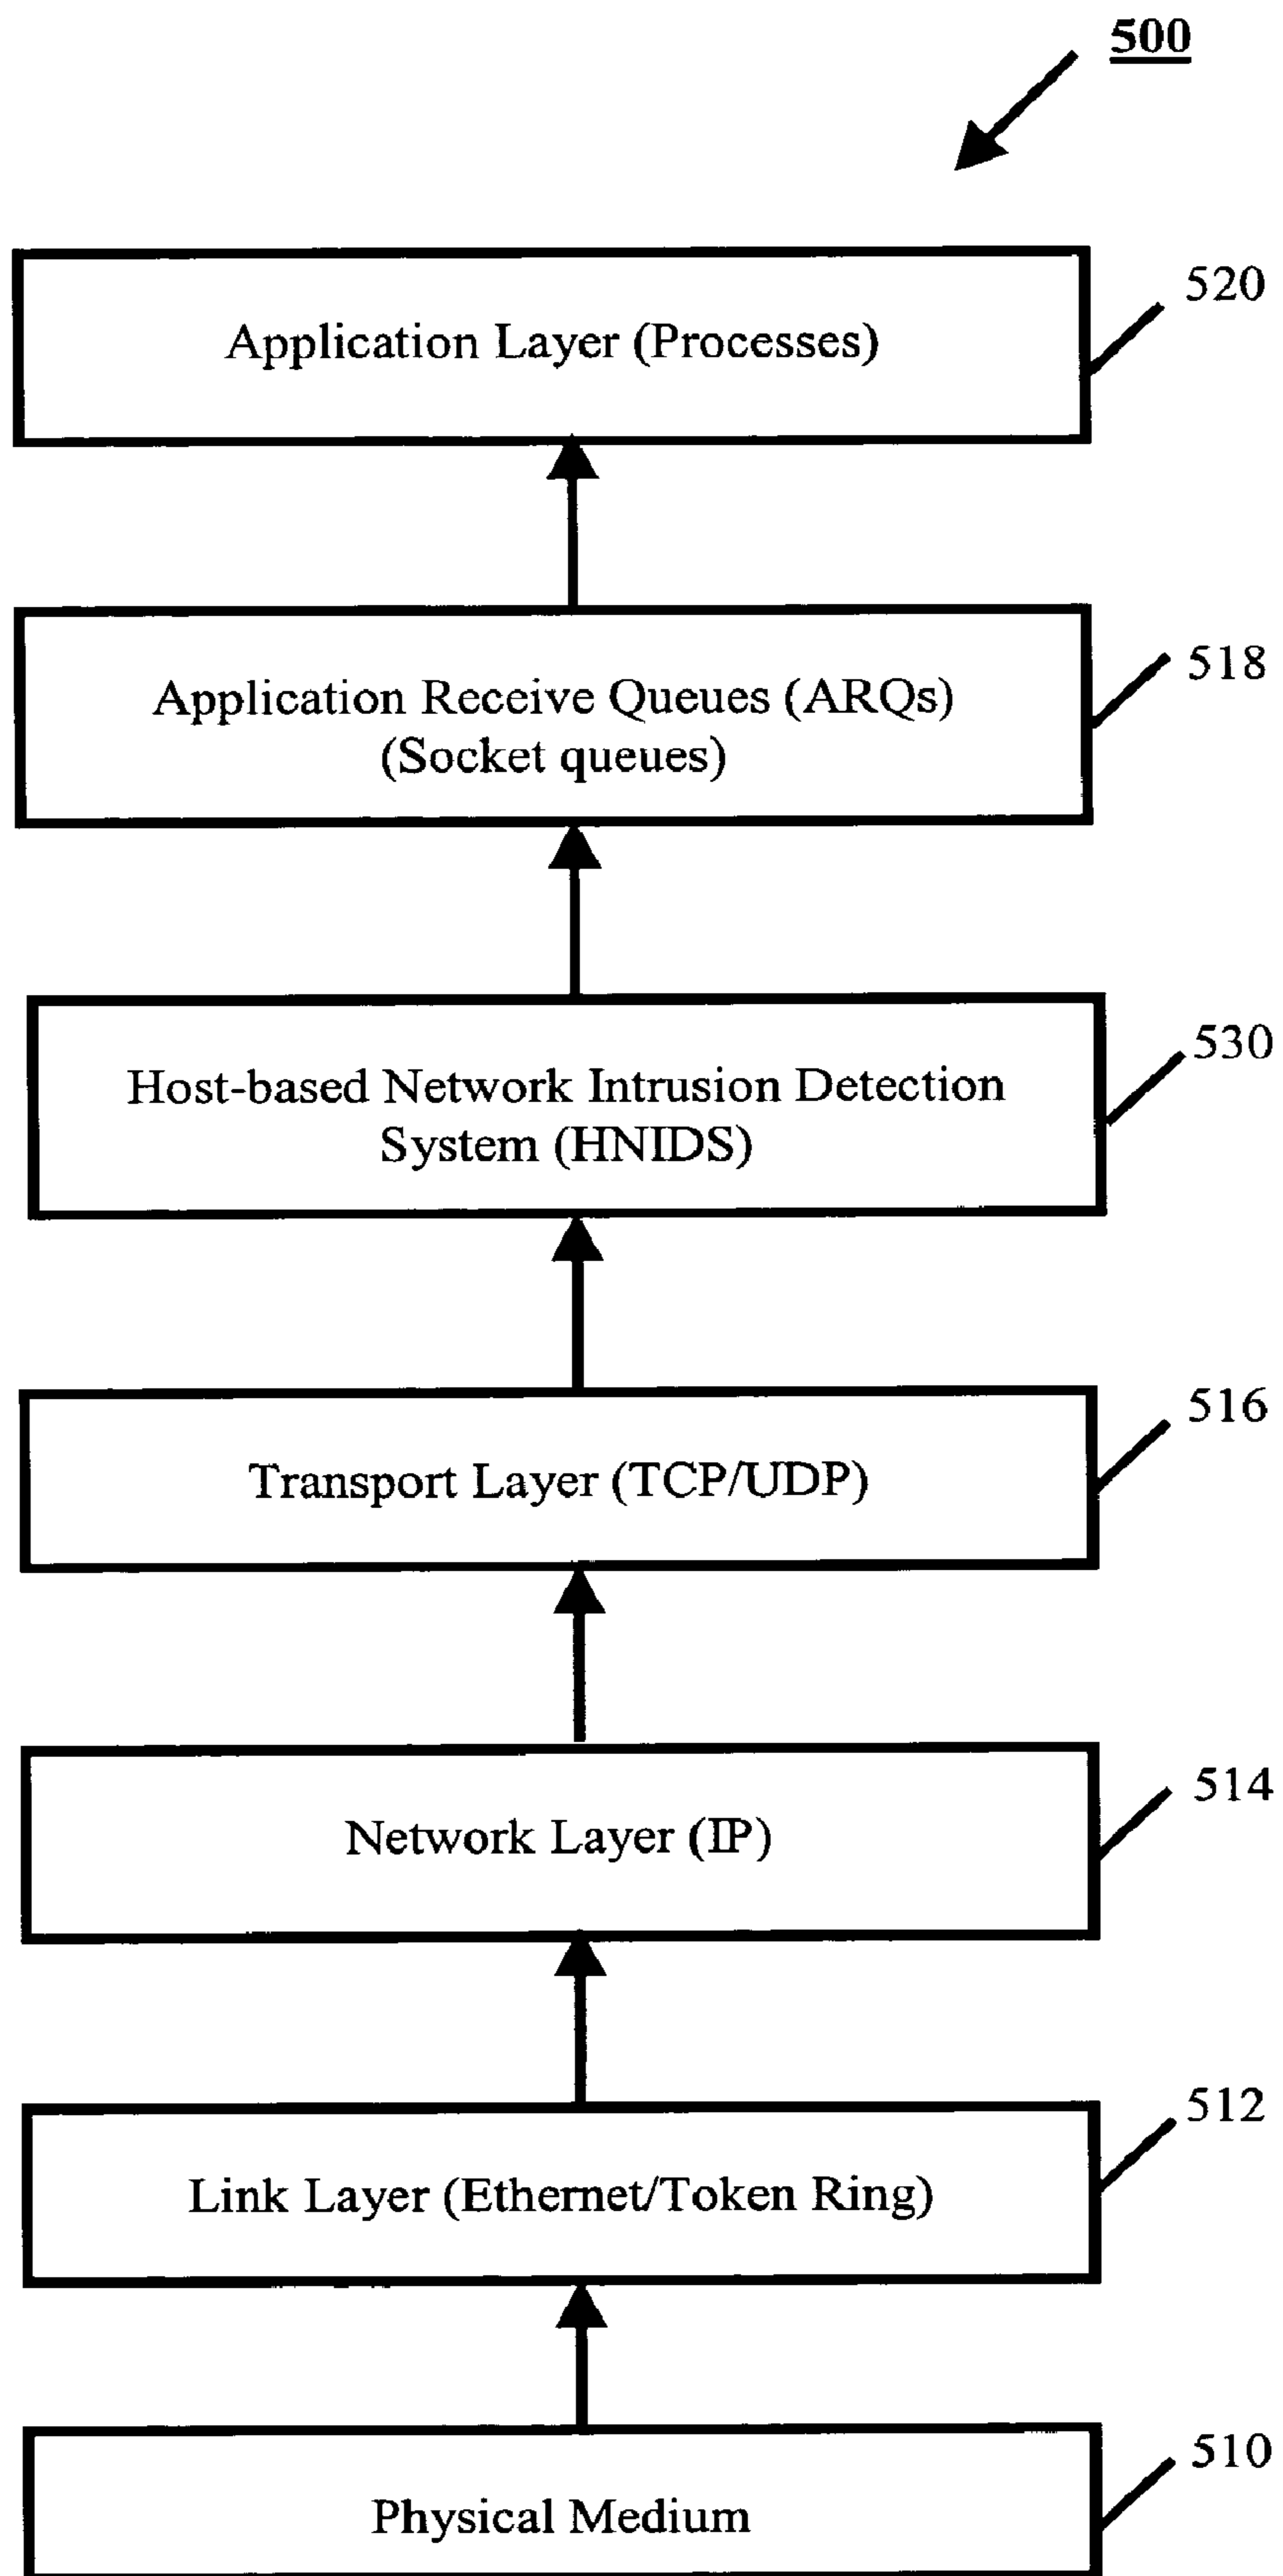 500
Application Layer (Processes)
520
Application Receive Queues (ARQs)
(Socket queues)
518
Host-based Network Intrusion Detection
System (HNIDS)
530
Transport Layer (TCP/UDP)
516
Network Layer (IP)
514
Link Layer (Ethernet/Token Ring)
512
Physical Medium
510